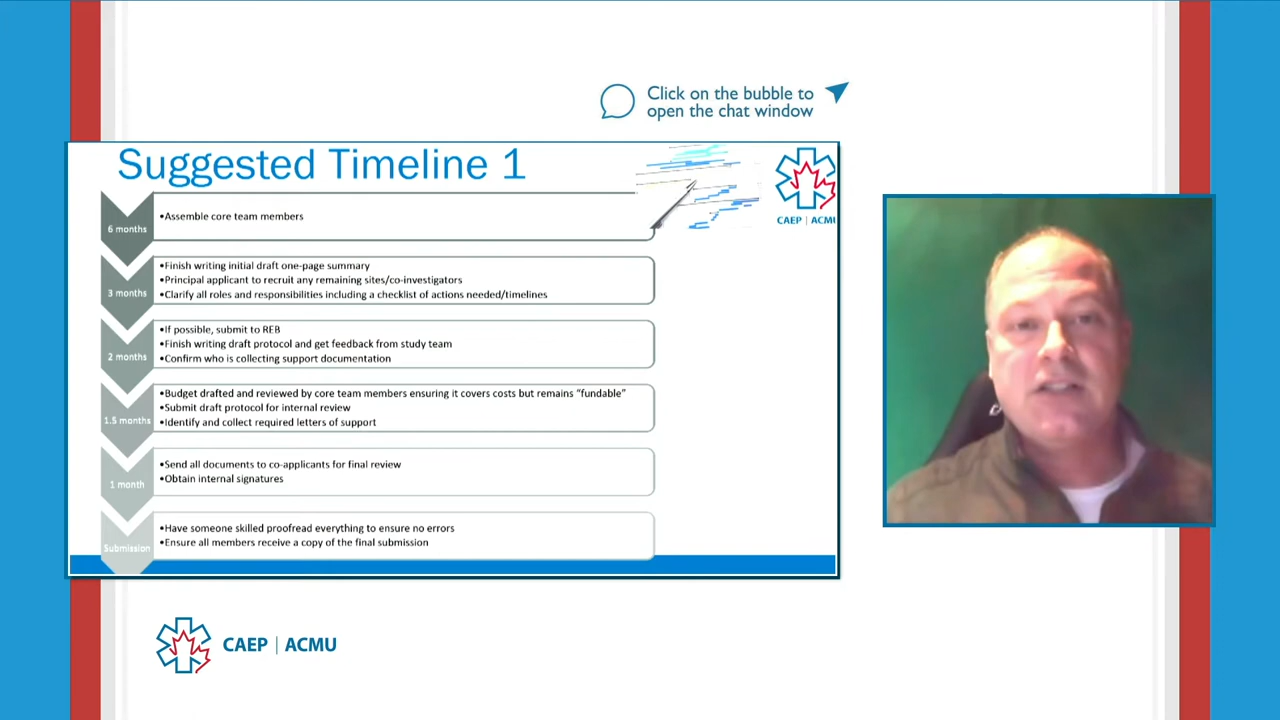 Click on the bubble to
open the chat window
Suggested Timeline 1
CAEP | ACMU
6 months
•Assemble core team members
3 months
•Finish writing initial draft one-page summary
•Principal applicant to recruit any remaining sites/co-investigators
•Clarify all roles and responsibilities including a checklist of actions needed/timelines
2 months
•If possible, submit to REB
•Finish writing draft protocol and get feedback from study team
•Confirm who is collecting support documentation
1.5 months
•Budget drafted and reviewed by core team members ensuring it covers costs but remains “fundable”
•Submit draft protocol for internal review
•Identify and collect required letters of support
1 month
•Send all documents to co-applicants for final review
•Obtain internal signatures
Submission
•Have someone skilled proofread everything to ensure no errors
•Ensure all members receive a copy of the final submission
CAEP | ACMU